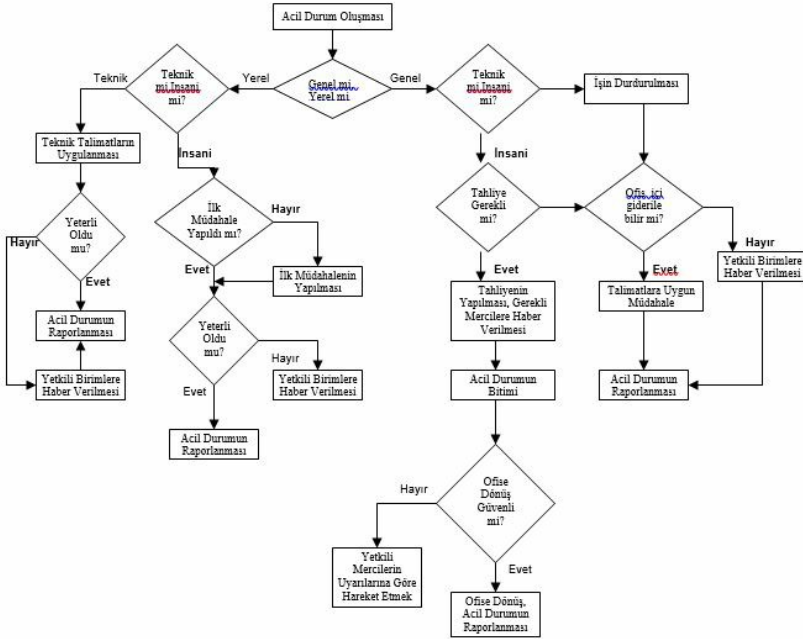 Acil Durum Oluşması
Genel mi
Yerel mi
Yerel
Genel
Teknik
mi İnsani
mi?
Teknik
Teknik
mi İnsani
mi?
İşin Durdurulması
Teknik Talimatların
Uygulanması
İnsani
İnsani
Yeterli
Oldu
mu?
Hayır
Evet
İlk
Müdahale
Yapıldı mı?
Hayır
Evet
İlk Müdahalenin
Yapılması
Tahliye
Gerekli
mi?
Evet
Ofis içi
giderile
bilir mi?
Hayır
Evet
Yetkili Birimlere
Haber Verilmesi
Acil Durumun
Raporlanması
Yetkili Birimlere
Haber Verilmesi
Yeterli
Oldu
mu?
Hayır
Evet
Yetkili Birimlere
Haber Verilmesi
Acil Durumun
Raporlanması
Tahliyenin
Yapılması, Gerekli
Mercilere Haber
Verilmesi
Talimatlara Uygun
Müdahale
Acil Durumun
Bitimi
Acil Durumun
Raporlanması
Ofise
Dönüş
Güvenli
mi?
Hayır
Evet
Yetkili
Mercilerin
Uyarılarına Göre
Hareket Etmek
Ofise Dönüş,
Acil Durumun
Raporlanması